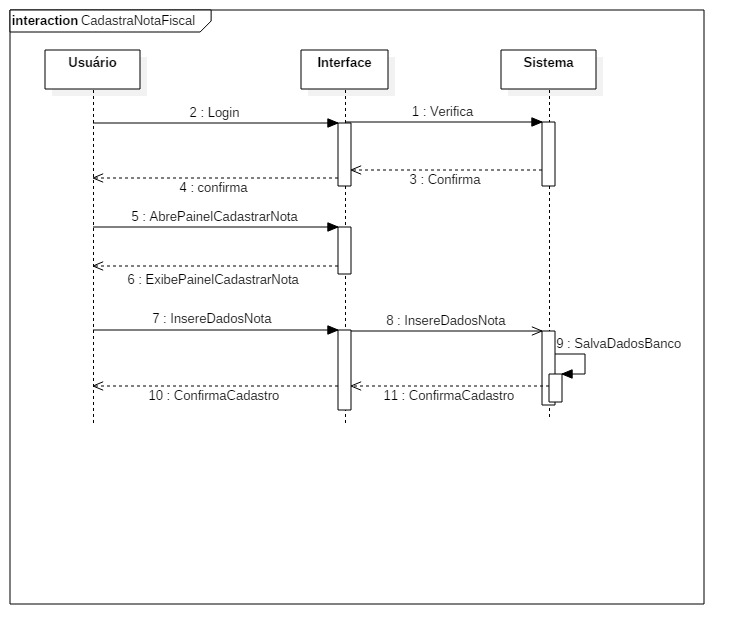 interaction CadastraNotaFiscal
Usuário
Interface
Sistema
2 : Login
1 : Verifica
3 : Confirma
4 : confirma
5 : AbrePainelCadastrarNota
6 : ExibePainelCadastrarNota
7 : InsereDadosNota
8 : InsereDadosNota
9 : SalvaDadosBanco
10 : ConfirmaCadastro
11 : ConfirmaCadastro